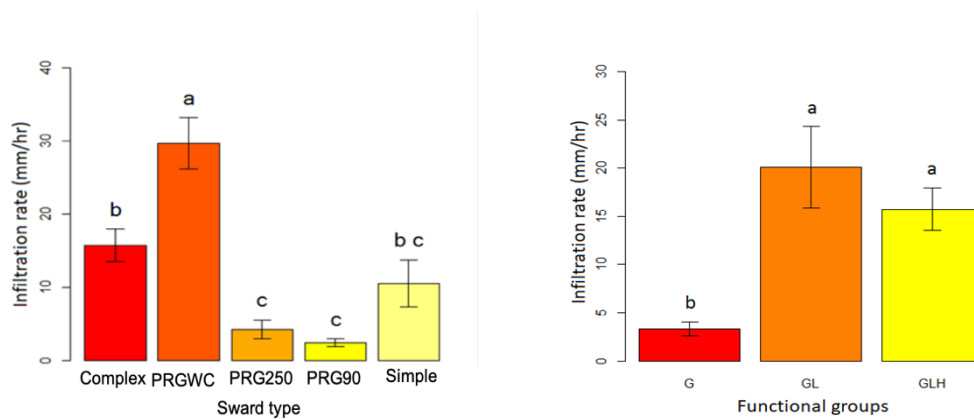 Infiltration rate (mm/hr)
40
30
20
10
0
b
a
c
c
b c
Complex PRGWC PRG250 PRG90 Simple
Sward type
Infiltration rate (mm/hr)
30
25
20
15
10
5
0
b
a
a
G GL GLH
Functional groups